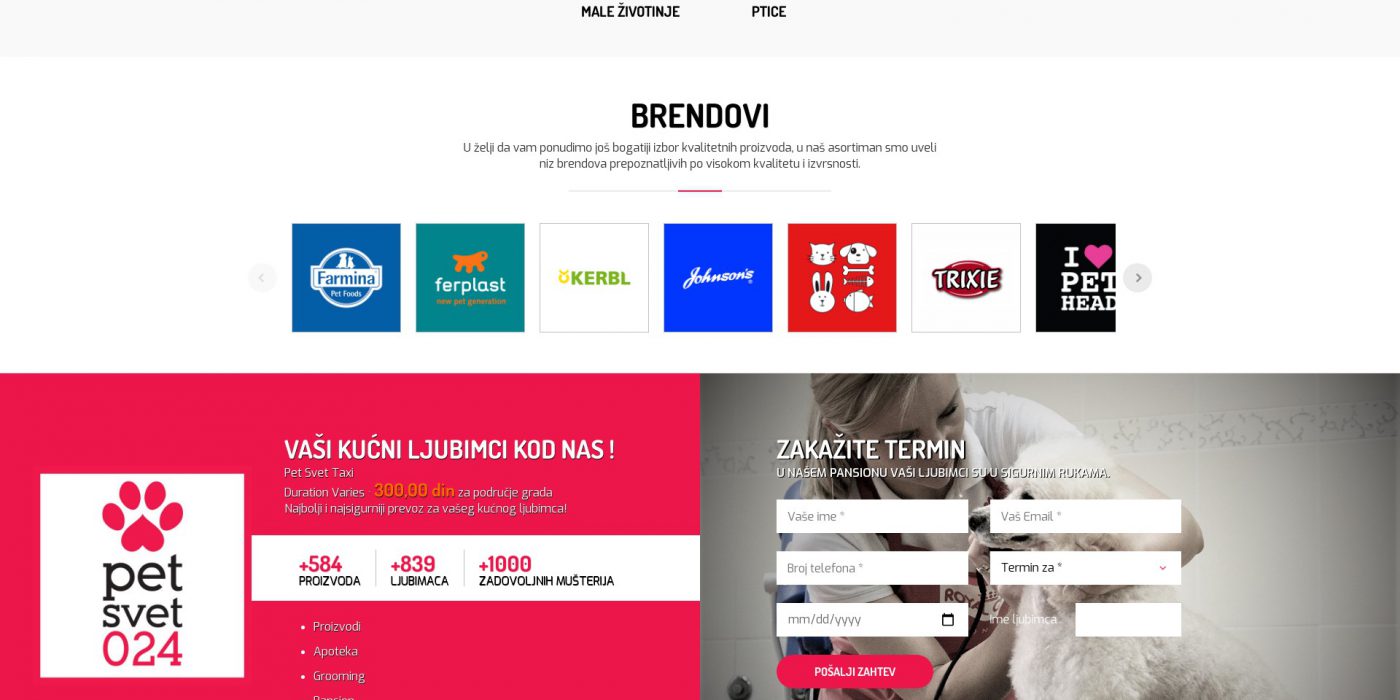 MALE ŽIVOTINJE
PTICE
BRENDOVI
U želji da vam ponudimo još bogatiji izbor kvalitetnih proizvoda, u naš asortiman smo uveli
niz brendova prepoznatljivih po visokom kvalitetu i izvrsnosti.
Farmina
Pet Foods
ferplast
new pet generation
KERBL
Johnson's
TRIXIE
I
PET
HEAD
VAŠI KUĆNI LJUBIMCI KOD NAS !
Pet Svet Taxi
Duration Varies 300,00 din za područje grada
Najbolji i najsigurniji prevoz za vašeg kućnog ljubimca!
pet
svet
024
+584
PROIZVODA
+839
LJUBIMACA
+1000
ZADOVOLJNIH MUŠTERIJA
Proizvodi
Apoteka
Grooming
Pansion
ZAKAŽITE TERMIN
U NAŠEM PANSIONU VAŠI LJUBIMCI SU U SIGURNIM RUKAMA.
Vaše ime *
Vaš Email *
Broj telefona *
Termin za *
mm/dd/yyyy
Ime ljubimca
POŠALJI ZAHTEV